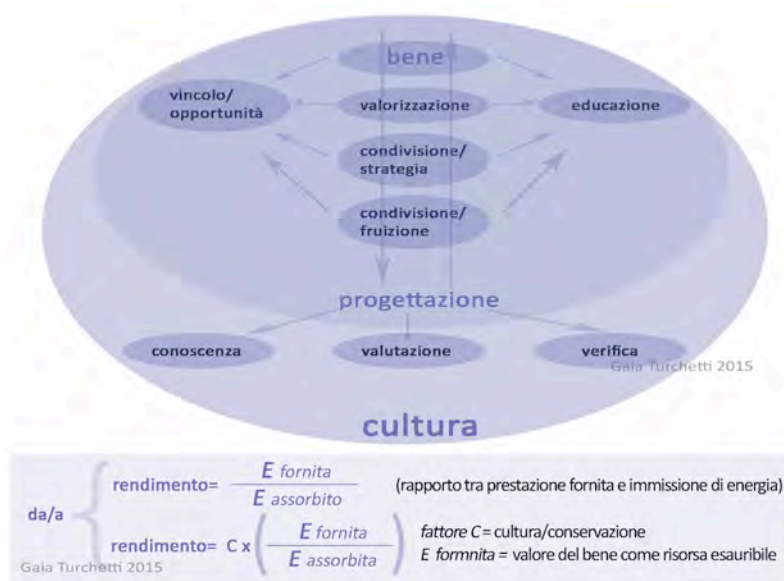 bene
vincolo/
opportunità
valorizzazione
educazione
condivisione/
strategia
condivisione/
fruizione
progettazione
conoscenza
valutazione
verifica
Gaia Turchetti 2015
cultura
da/a
rendimento= E fornita
E assorbito
(rapporto tra prestazione fornita e immissione di energia)
rendimento= C x ( E fornita
E assorbita )
fattore C = cultura/conservazione
E formnita = valore del bene come risorsa esauribile
Gaia Turchetti 2015